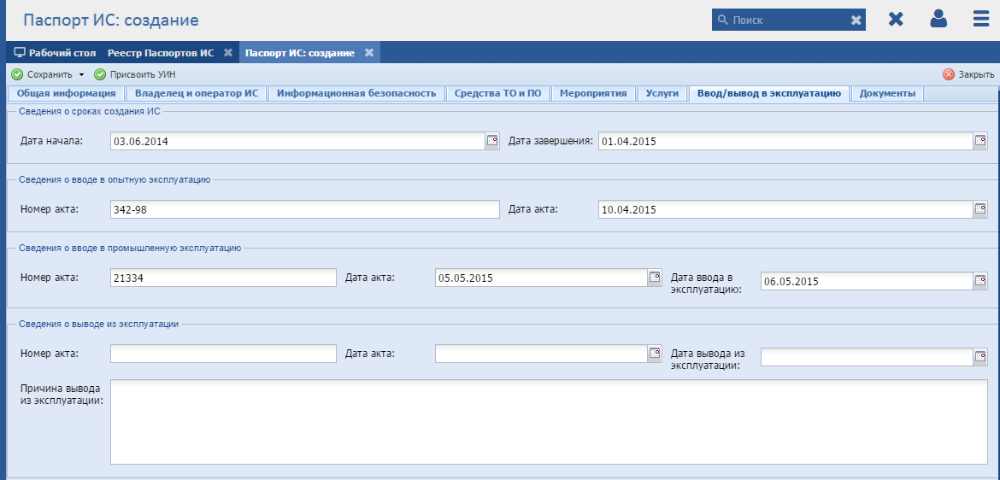 Паспорт ИС: создание
Поиск
Рабочий стол Реестр Паспортов ИС Паспорт ИС: создание
Сохранить Присвоить УИН Закрыть
Общая информация Владелец и оператор ИС Информационная безопасность Средства ТО и ПО Мероприятия Услуги Ввод/вывод в эксплуатацию Документы
Сведения о сроках создания ИС
Дата начала: 03.06.2014 Дата завершения: 01.04.2015
Сведения о вводе в опытную эксплуатацию
Номер акта: 342-98 Дата акта: 10.04.2015
Сведения о вводе в промышленную эксплуатацию
Номер акта: 21334 Дата акта: 05.05.2015 Дата ввода в
эксплуатацию: 06.05.2015
Сведения о выводе из эксплуатации
Номер акта: Дата акта: Дата вывода из
эксплуатации:
Причина вывода
из эксплуатации: